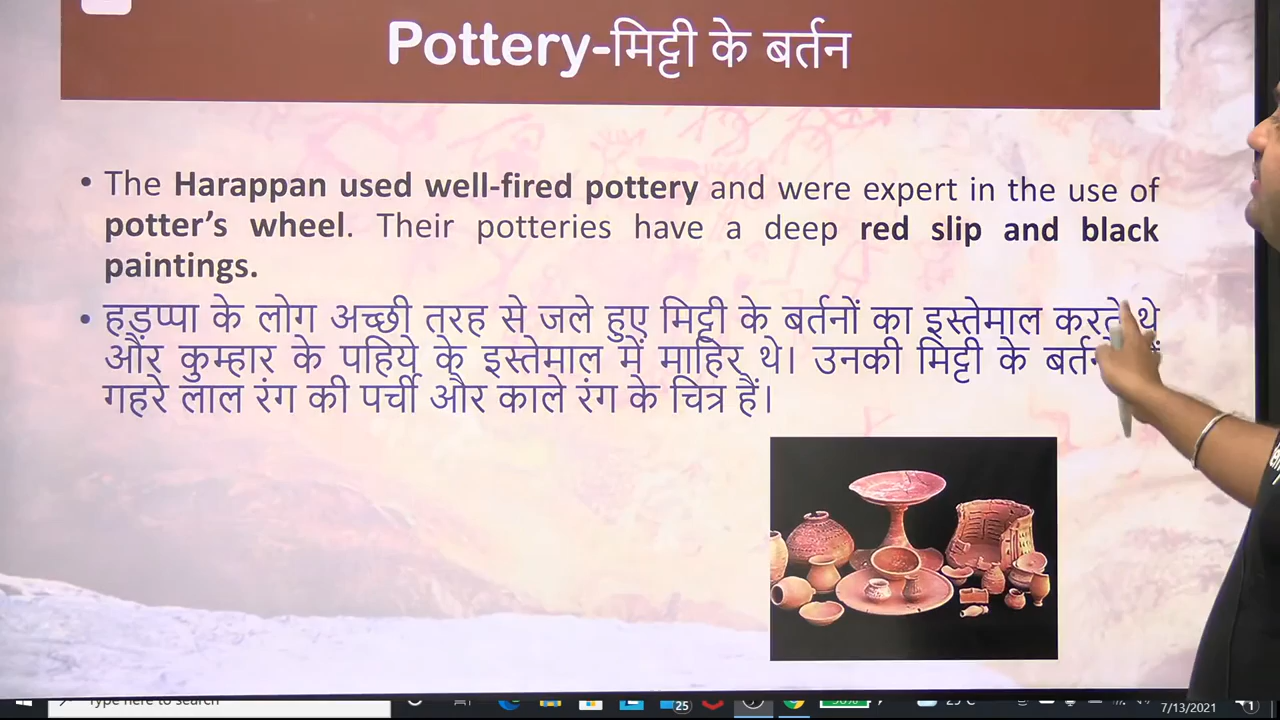 Pottery-मिट्टी के बर्तन
• The Harappan used well-fired pottery and were expert in the use of
potter’s wheel. Their potteries have a deep red slip and black
paintings.
• हड़प्पा के लोग अच्छी तरह से जले हुए मिट्टी के बर्तनों का इस्तेमाल करते थे
और कुम्हार के पहिये के इस्तेमाल में माहिर थे। उनकी मिट्टी के
गहरे लाल रंग की पर्ची और काले रंग के चित्र हैं।
Type here to search
25
7/13/2021
1